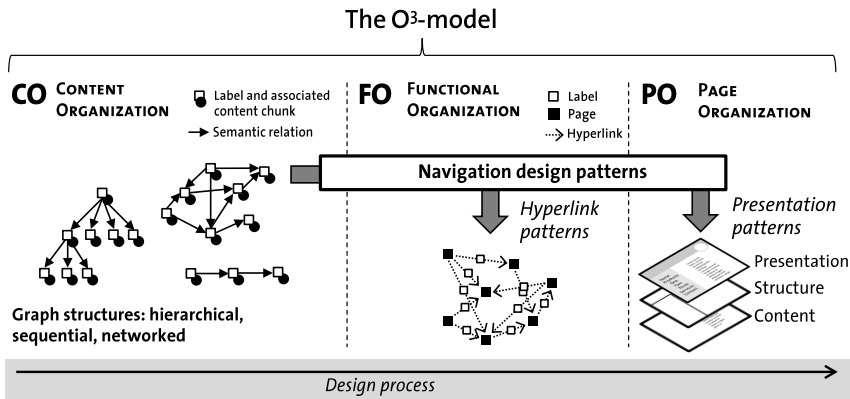 The O³-model
CO CONTENT ORGANIZATION
Label and associated
content chunk
Semantic relation
Graph structures: hierarchical,
sequential, networked
FO FUNCTIONAL ORGANIZATION
Label
Page
Hyperlink
PO PAGE ORGANIZATION
Navigation design patterns
Hyperlink
patterns
Presentation
patterns
Presentation
Structure
Content
Design process